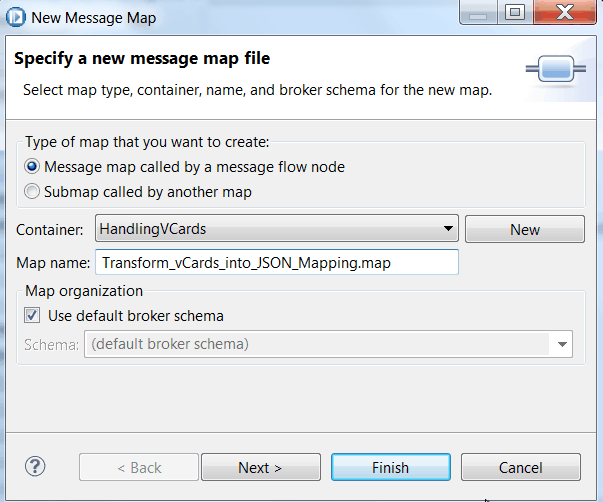 New Message Map
Specify a new message map file
Select map type, container, name, and broker schema for the new map.
Type of map that you want to create:
Message map called by a message flow node
Submap called by another map
Container: HandlingVCards New
Map name: Transform_vCards_into_JSON_Mapping.map
Map organization
Use default broker schema
Schema: (default broker schema)
? < Back Next > Finish Cancel